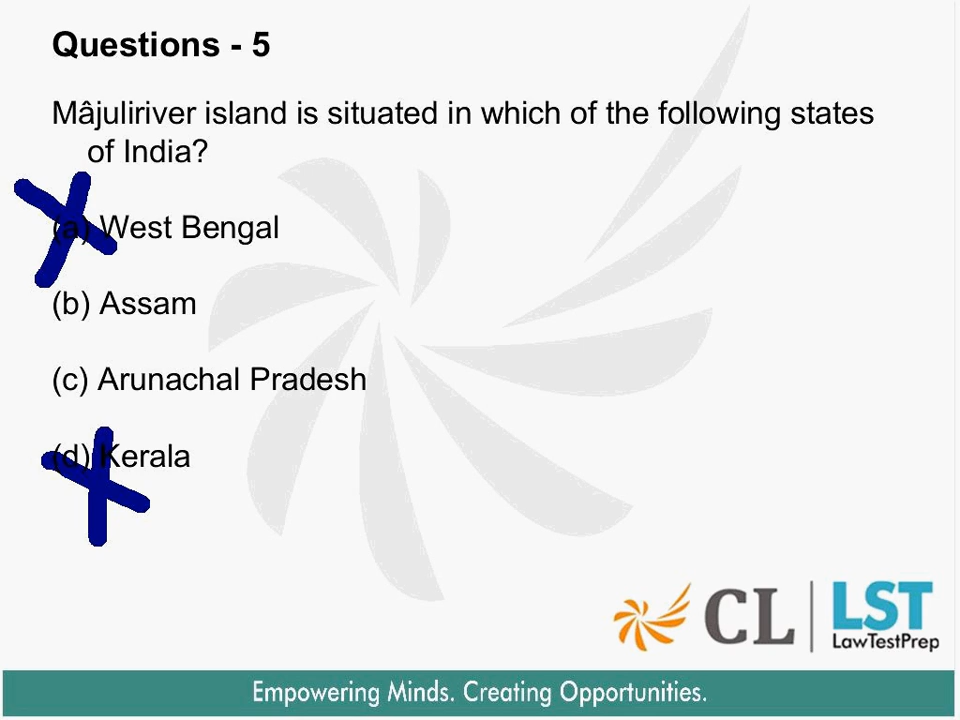 Questions - 5
Mâjuliriver island is situated in which of the following states
of India?
(a) West Bengal
(b) Assam
(c) Arunachal Pradesh
(d) Kerala
CL | LST
LawTestPrep
Empowering Minds. Creating Opportunities.